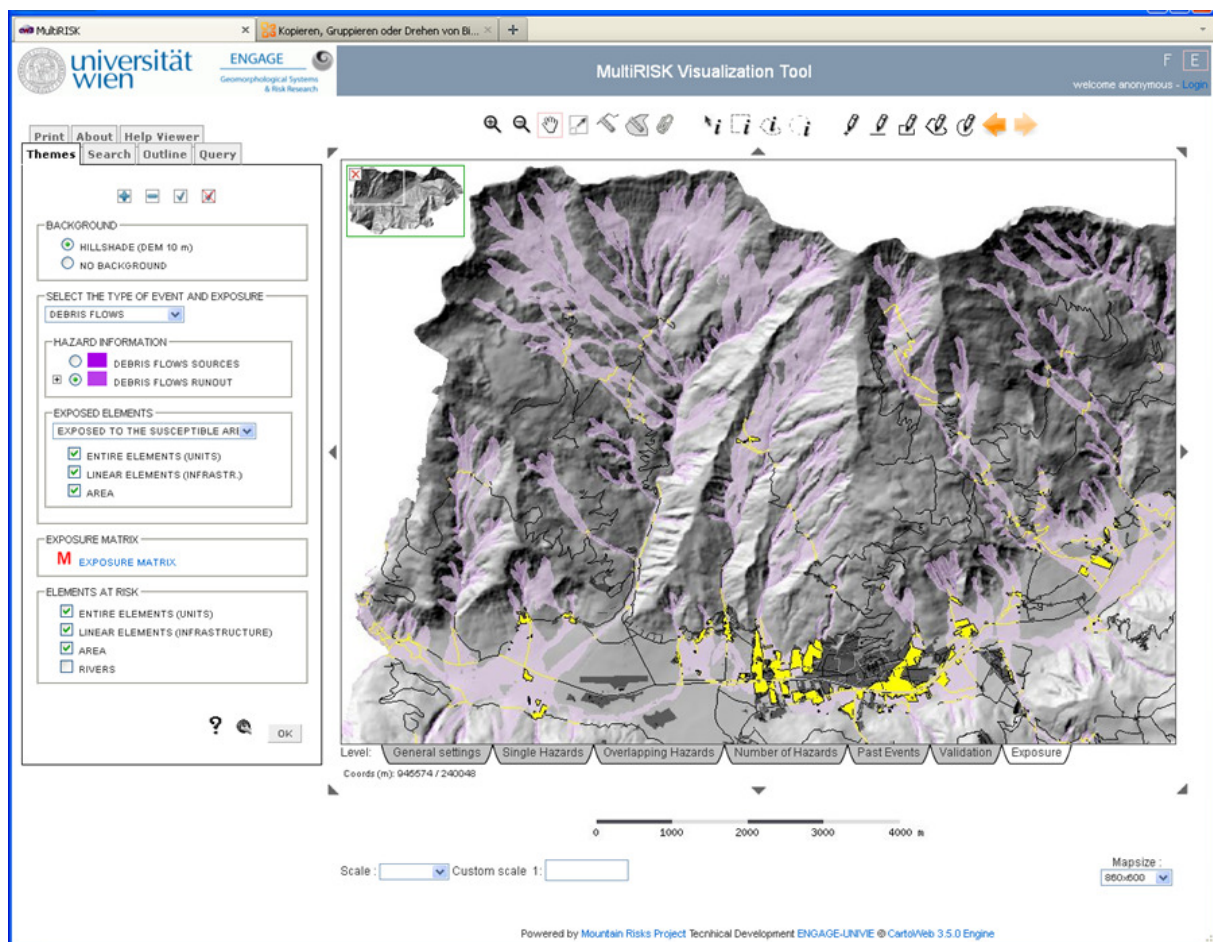 MultiRISK
Kopieren, Gruppieren oder Drehen von Bi...
universität
wien
ENGAGE
Geomorphological Systems
& Risk Research
MultiRISK Visualization Tool
F E
welcome anonymous - Login
Print About Help Viewer
Themes Search Outline Query
BACKGROUND
HILLSHADE (DEM 10 m)
NO BACKGROUND
SELECT THE TYPE OF EVENT AND EXPOSURE
DEBRIS FLOWS
HAZARD INFORMATION
DEBRIS FLOWS SOURCES
DEBRIS FLOWS RUNOUT
EXPOSED ELEMENTS
EXPOSED TO THE SUSCEPTIBLE ARE
ENTIRE ELEMENTS (UNITS)
LINEAR ELEMENTS (INFRASTR.)
AREA
EXPOSURE MATRIX
M EXPOSURE MATRIX
ELEMENTS AT RISK
ENTIRE ELEMENTS (UNITS)
LINEAR ELEMENTS (INFRASTRUCTURE)
AREA
RIVERS
? OK
Level: General settings Single Hazards Overlapping Hazards Number of Hazards Past Events Validation Exposure
Coords (m): 945574 / 240048
0 1000 2000 3000 4000 m
Scale : Custom scale 1:
Mapsize :
860x600
Powered by Mountain Risks Project Tecnhical Development ENGAGE-UNIVIE @ CartoWeb 3.5.0 Engine